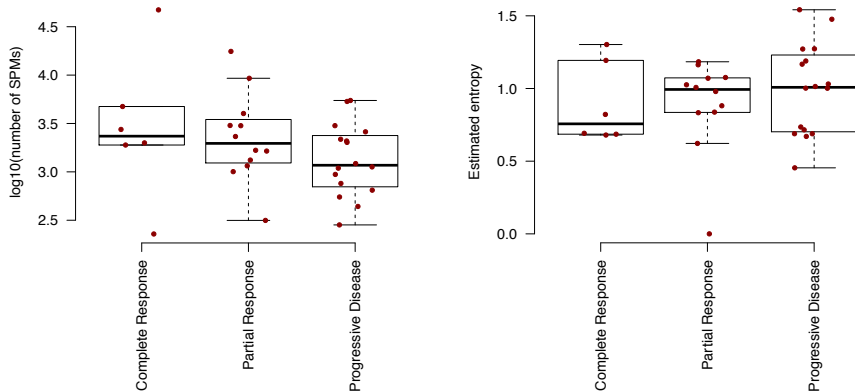 log10(number of SPMs)
4.5
4.0
3.5
3.0
2.5
Complete Response
Partial Response
Progressive Disease
Estimated entropy
1.5
1.0
0.5
0.0
Complete Response
Partial Response
Progressive Disease